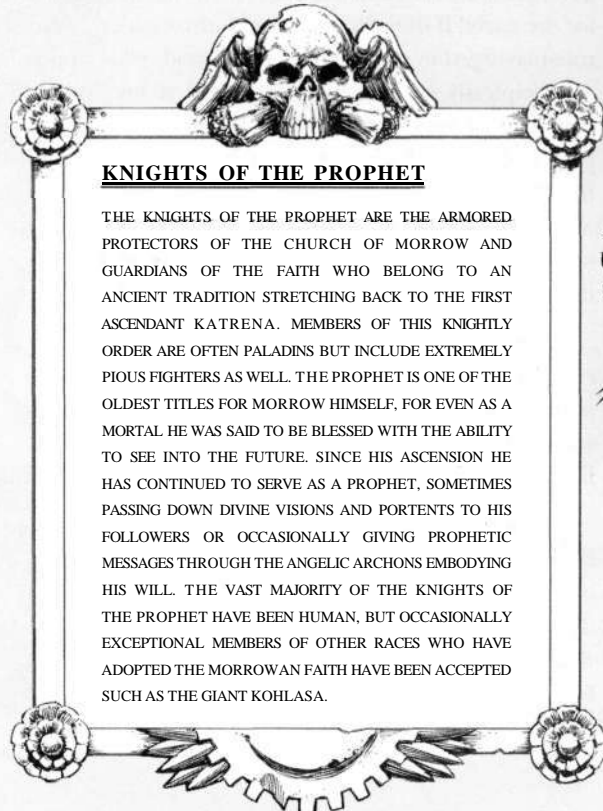 KNIGHTS OF THE PROPHET
THE KNIGHTS OF THE PROPHET ARE THE ARMORED
PROTECTORS OF THE CHURCH OF MORROW AND
GUARDIANS OF THE FAITH WHO BELONG TO AN
ANCIENT TRADITION STRETCHING BACK TO THE FIRST
ASCENDANT KATRENA. MEMBERS OF THIS KNIGHTLY
ORDER ARE OFTEN PALADINS BUT INCLUDE EXTREMELY
PIOUS FIGHTERS AS WELL. THE PROPHET IS ONE OF THE
OLDEST TITLES FOR MORROW HIMSELF, FOR EVEN AS A
MORTAL HE WAS SAID TO BE BLESSED WITH THE ABILITY
TO SEE INTO THE FUTURE. SINCE HIS ASCENSION HE
HAS CONTINUED TO SERVE AS A PROPHET, SOMETIMES
PASSING DOWN DIVINE VISIONS AND PORTENTS TO HIS
FOLLOWERS OR OCCASIONALLY GIVING PROPHETIC
MESSAGES THROUGH THE ANGELIC ARCHONS EMBODYING
HIS WILL. THE VAST MAJORITY OF THE KNIGHTS OF
THE PROPHET HAVE BEEN HUMAN, BUT OCCASIONALLY
EXCEPTIONAL MEMBERS OF OTHER RACES WHO HAVE
ADOPTED THE MORROWAN FAITH HAVE BEEN ACCEPTED
SUCH AS THE GIANT KOHLASA.